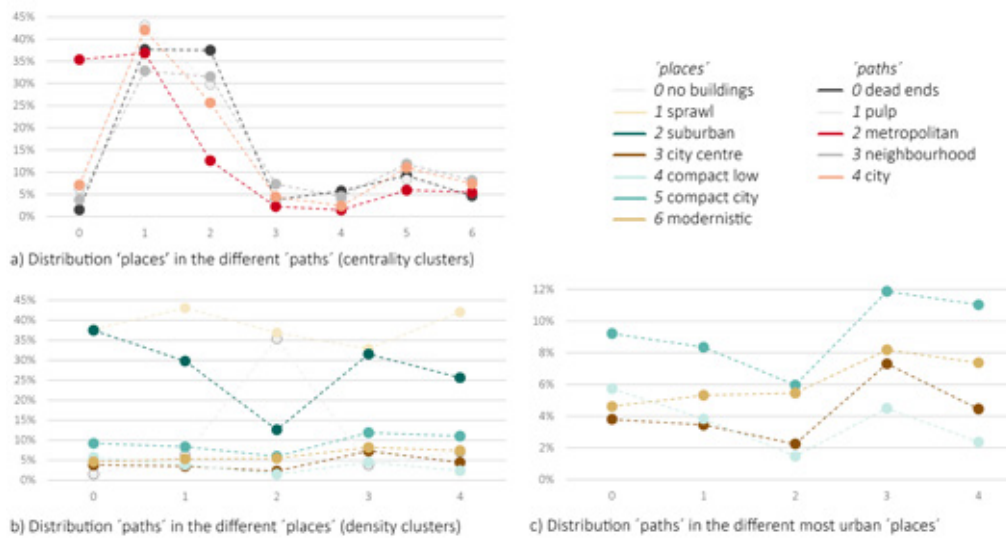 45%
40%
35%
30%
25%
20%
15%
10%
5%
0%
0 1 2 3 4 5 6
a) Distribution ‘places’ in the different ´paths´ (centrality clusters)
´places´
0 no buildings
1 sprawl
2 suburban
3 city centre
4 compact low
5 compact city
6 modernistic
´paths´
0 dead ends
1 pulp
2 metropolitan
3 neighbourhood
4 city
45%
40%
35%
30%
25%
20%
15%
10%
5%
0%
0 1 2 3 4
b) Distribution ´paths´ in the different ´places´ (density clusters)
12%
10%
8%
6%
4%
2%
0%
0 1 2 3 4
c) Distribution ´paths´ in the different most urban ´places´